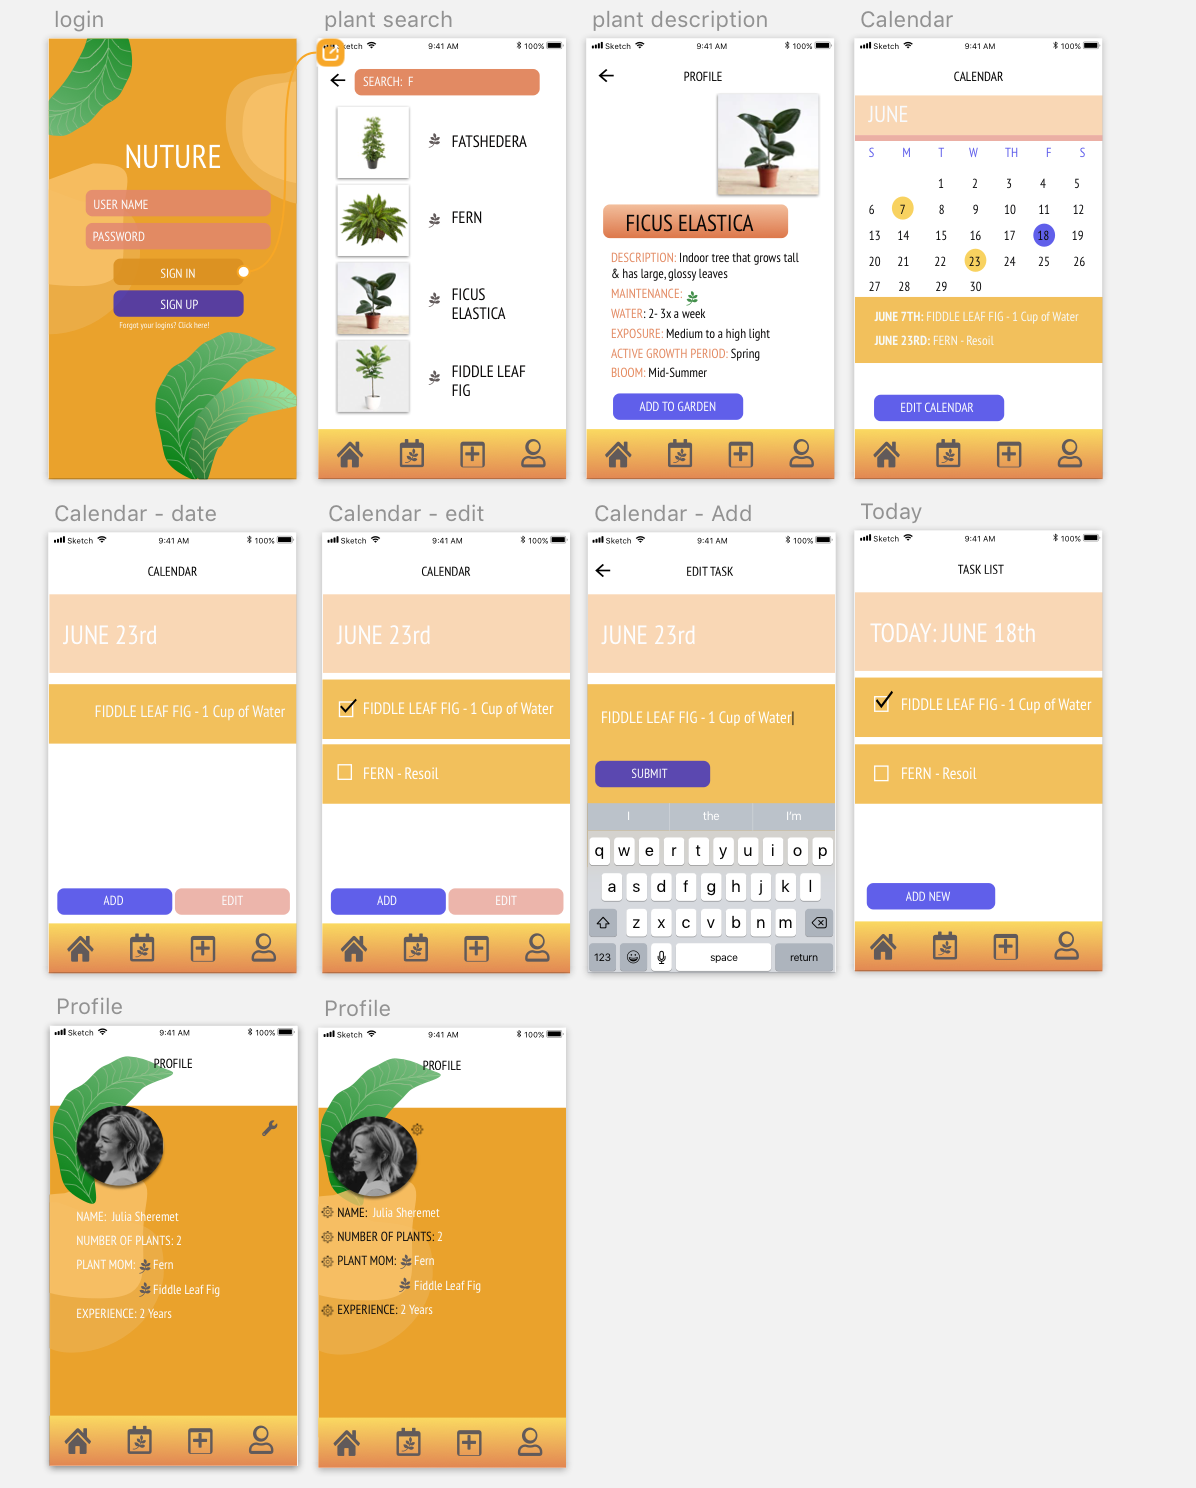 login
NUTURE
USER NAME
PASSWORD
SIGN IN
SIGN UP
Forgot your logins? Click here!
plant search
Sketch 9:41 AM 100%
SEARCH: F
FATSHEDERA
FERN
FICUS
ELASTICA
FIDDLE LEAF
FIG
plant description
Sketch 9:41 AM 100%
PROFILE
FICUS ELASTICA
DESCRIPTION: Indoor tree that grows tall
& has large, glossy leaves
MAINTENANCE:
WATER: 2- 3x a week
EXPOSURE: Medium to a high light
ACTIVE GROWTH PERIOD: Spring
BlOOM: Mid-Summer
ADD TO GARDEN
Calendar
Sketch 9:41 AM 100%
CALENDAR
JUNE
S M T W TH F S
1 2 3 4 5
6 7 8 9 10 11 12
13 14 15 16 17 18 19
20 21 22 23 24 25 26
27 28 29 30
JUNE 7TH: FIDDLE LEAF FIG - 1 Cup of Water
JUNE 23RD: FERN - Resoil
EDIT CALENDAR
Calendar - date
Sketch 9:41 AM 100%
CALENDAR
JUNE 23rd
FIDDLE LEAF FIG - 1 Cup of Water
ADD EDIT
Calendar - edit
Sketch 9:41 AM 100%
CALENDAR
JUNE 23rd
FIDDLE LEAF FIG - 1 Cup of Water
FERN - Resoil
ADD EDIT
Calendar - Add
Sketch 9:41 AM 100%
EDIT TASK
JUNE 23rd
FIDDLE LEAF FIG - 1 Cup of Water
SUBMIT
I the I'm
q w e r t y u i o p
a s d f g h j k l
z x c v b n m
123 space return
Today
Sketch 9:41 AM 100%
TASK LIST
TODAY: JUNE 18th
FIDDLE LEAF FIG - 1 Cup of Water
FERN - Resoil
ADD NEW
Profile
Sketch 9:41 AM 100%
PROFILE
NAME: Julia Sheremet
NUMBER OF PLANTS: 2
PLANT MOM: Fern
Fiddle Leaf Fig
EXPERIENCE: 2 Years
Profile
Sketch 9:41 AM 100%
PROFILE
NAME: Julia Sheremet
NUMBER OF PLANTS: 2
PLANT MOM: Fern
Fiddle Leaf Fig
EXPERIENCE: 2 Years